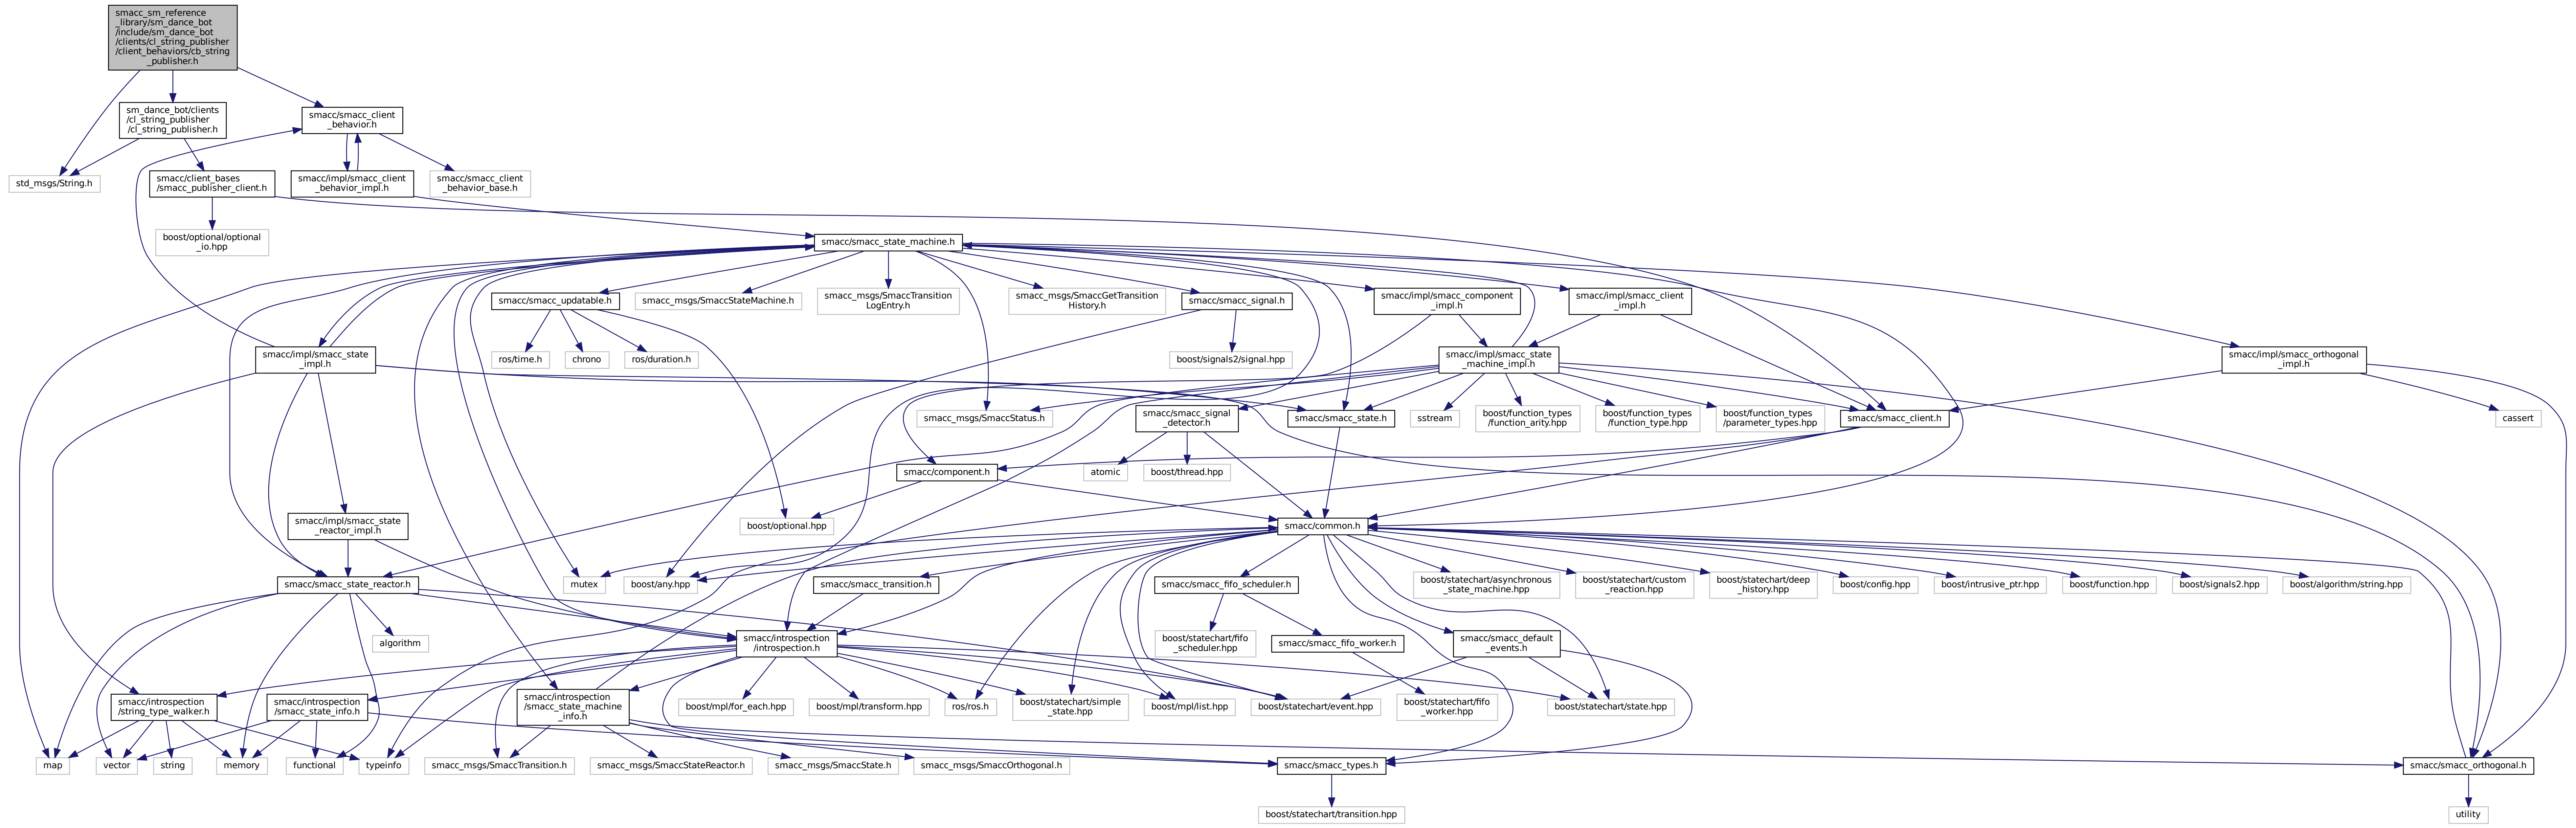 smacc_sm_reference
_library/sm_dance_bot
/include/sm_dance_bot
/clients/cl_string_publisher
/client_behaviors/cb_string
_publisher.h
sm_dance_bot/clients
/cl_string_publisher
/cl_string_publisher.h
smacc/smacc_client
_behavior.h
std_msgs/String.h
smacc/client_bases
/smacc_publisher_client.h
smacc/impl/smacc_client
_behavior_impl.h
smacc/smacc_client
_behavior_base.h
boost/optional/optional
_io.hpp
smacc/smacc_state_machine.h
smacc/smacc_updatable.h
smacc_msgs/SmaccStateMachine.h
smacc_msgs/SmaccTransition
LogEntry.h
smacc_msgs/SmaccGetTransition
History.h
smacc/smacc_signal.h
smacc/impl/smacc_component
_impl.h
smacc/impl/smacc_client
_impl.h
smacc/impl/smacc_state
_impl.h
ros/time.h
chrono
ros/duration.h
boost/signals2/signal.hpp
smacc/impl/smacc_state
_machine_impl.h
smacc/impl/smacc_orthogonal
_impl.h
smacc_msgs/SmaccStatus.h
smacc/smacc_signal
_detector.h
smacc/smacc_state.h
sstream
boost/function_types
/function_arity.hpp
boost/function_types
/function_type.hpp
boost/function_types
/parameter_types.hpp
smacc/smacc_client.h
cassert
smacc/component.h
atomic
boost/thread.hpp
smacc/impl/smacc_state
_reactor_impl.h
boost/optional.hpp
smacc/common.h
smacc/smacc_state_reactor.h
mutex
boost/any.hpp
smacc/smacc_transition.h
smacc/smacc_fifo_scheduler.h
boost/statechart/asynchronous
_state_machine.hpp
boost/statechart/custom
_reaction.hpp
boost/statechart/deep
_history.hpp
boost/config.hpp
boost/intrusive_ptr.hpp
boost/function.hpp
boost/signals2.hpp
boost/algorithm/string.hpp
algorithm
smacc/introspection
/introspection.h
boost/statechart/fifo
_scheduler.hpp
smacc/smacc_fifo_worker.h
smacc/smacc_default
_events.h
smacc/introspection
/string_type_walker.h
smacc/introspection
/smacc_state_info.h
smacc/introspection
/smacc_state_machine
_info.h
boost/mpl/for_each.hpp
boost/mpl/transform.hpp
ros/ros.h
boost/statechart/simple
_state.hpp
boost/mpl/list.hpp
boost/statechart/event.hpp
boost/statechart/fifo
_worker.hpp
boost/statechart/state.hpp
map
vector
string
memory
functional
typeinfo
smacc_msgs/SmaccTransition.h
smacc_msgs/SmaccStateReactor.h
smacc_msgs/SmaccState.h
smacc_msgs/SmaccOrthogonal.h
smacc/smacc_types.h
smacc/smacc_orthogonal.h
boost/statechart/transition.hpp
utility